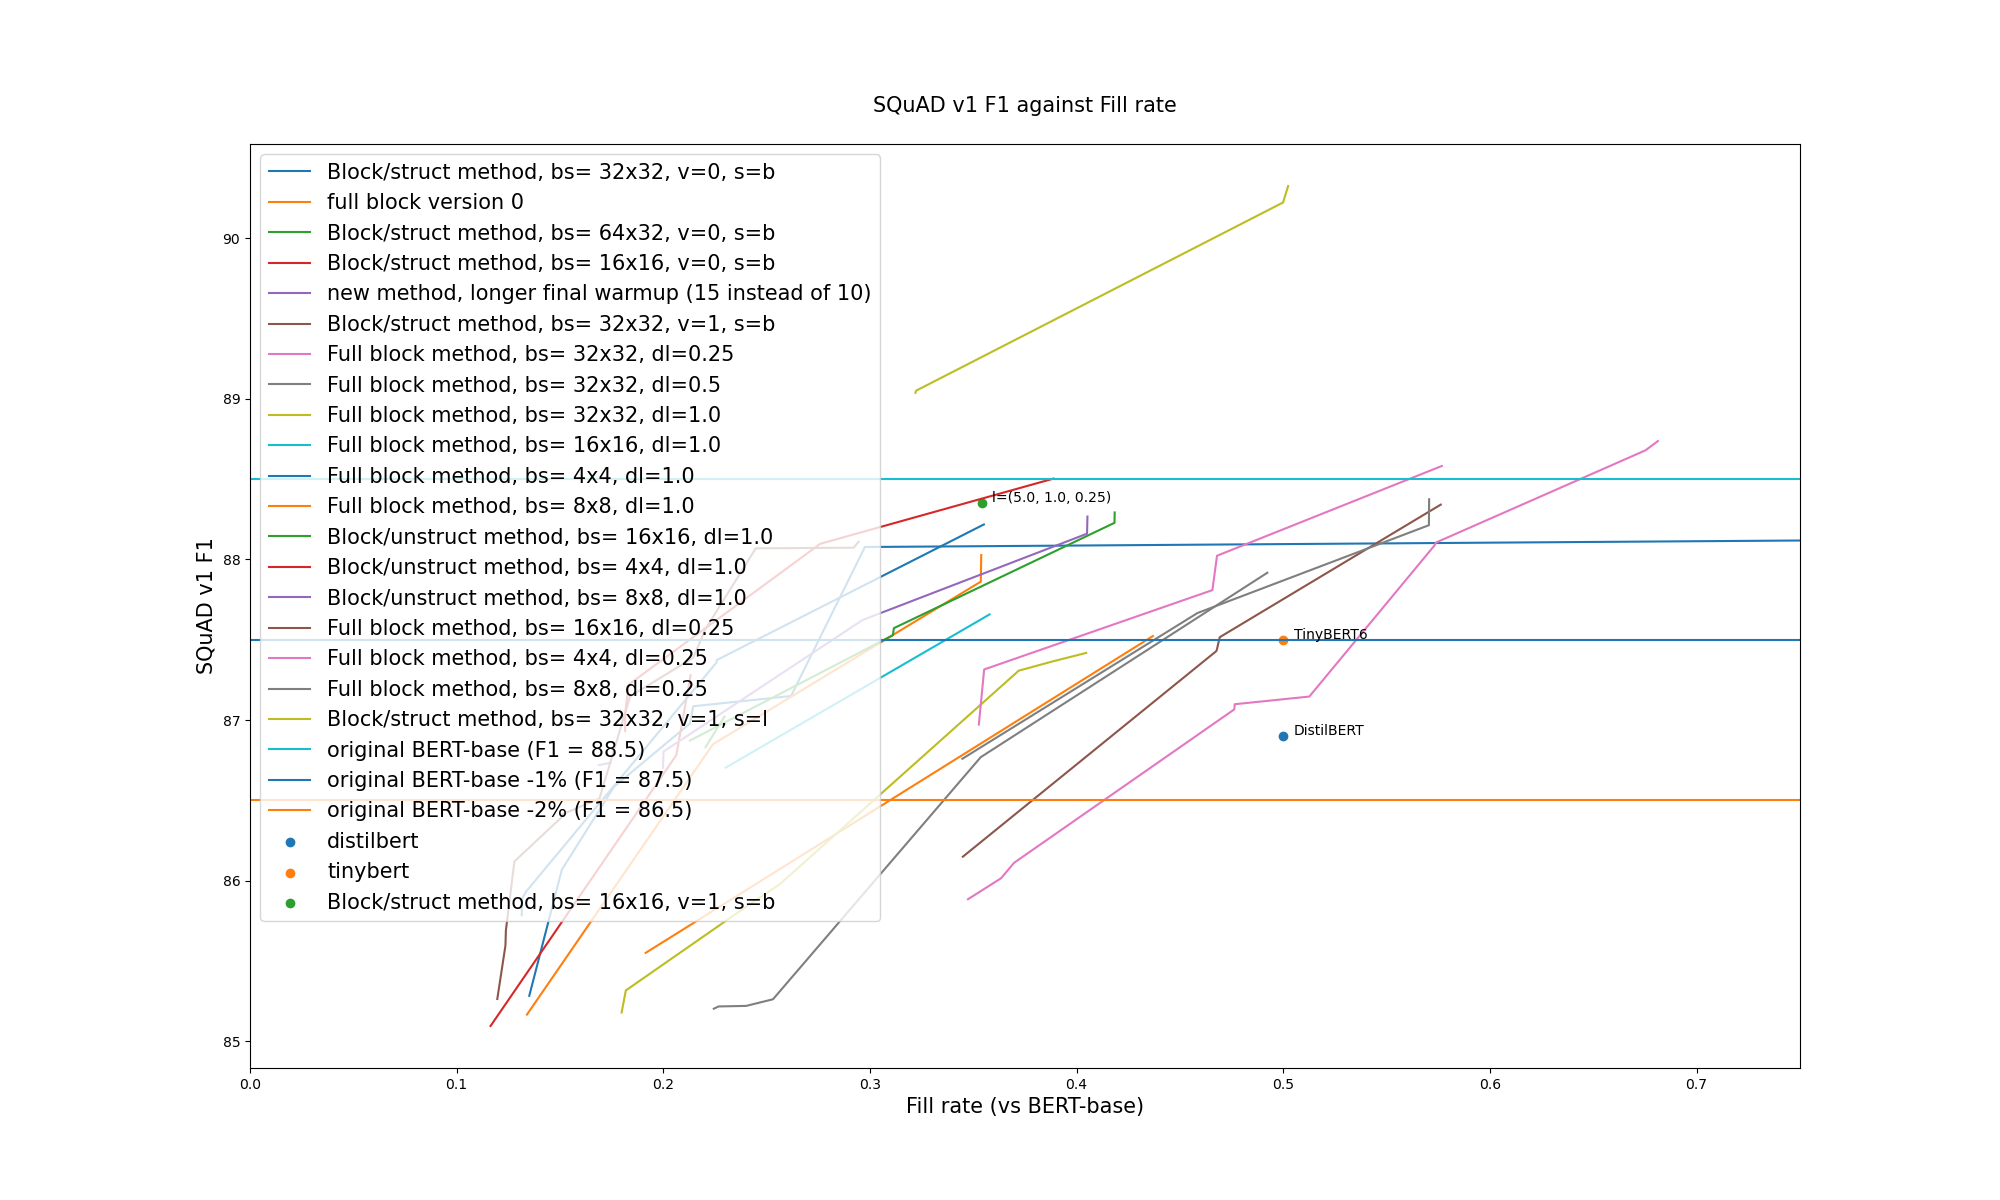 SQuAD v1 F1 against Fill rate
Block/struct method, bs= 32x32, v=0, s=b
full block version 0
Block/struct method, bs= 64x32, v=0, s=b
Block/struct method, bs= 16x16, v=0, s=b
new method, longer final warmup (15 instead of 10)
Block/struct method, bs= 32x32, v=1, s=b
Full block method, bs= 32x32, dl=0.25
Full block method, bs= 32x32, dl=0.5
Full block method, bs= 32x32, dl=1.0
Full block method, bs= 16x16, dl=1.0
Full block method, bs= 4x4, dl=1.0
Full block method, bs= 8x8, dl=1.0
Block/unstruct method, bs= 16x16, dl=1.0
Block/unstruct method, bs= 4x4, dl=1.0
Block/unstruct method, bs= 8x8, dl=1.0
Full block method, bs= 16x16, dl=0.25
Full block method, bs= 4x4, dl=0.25
Full block method, bs= 8x8, dl=0.25
Block/struct method, bs= 32x32, v=1, s=l
original BERT-base (F1 = 88.5)
original BERT-base -1% (F1 = 87.5)
original BERT-base -2% (F1 = 86.5)
distilbert
tinybert
Block/struct method, bs= 16x16, v=1, s=b
l=(5.0, 1.0, 0.25)
TinyBERT6
DistilBERT
90
89
88
87
86
85
SQuAD v1 F1
0.0 0.1 0.2 0.3 0.4 0.5 0.6 0.7
Fill rate (vs BERT-base)